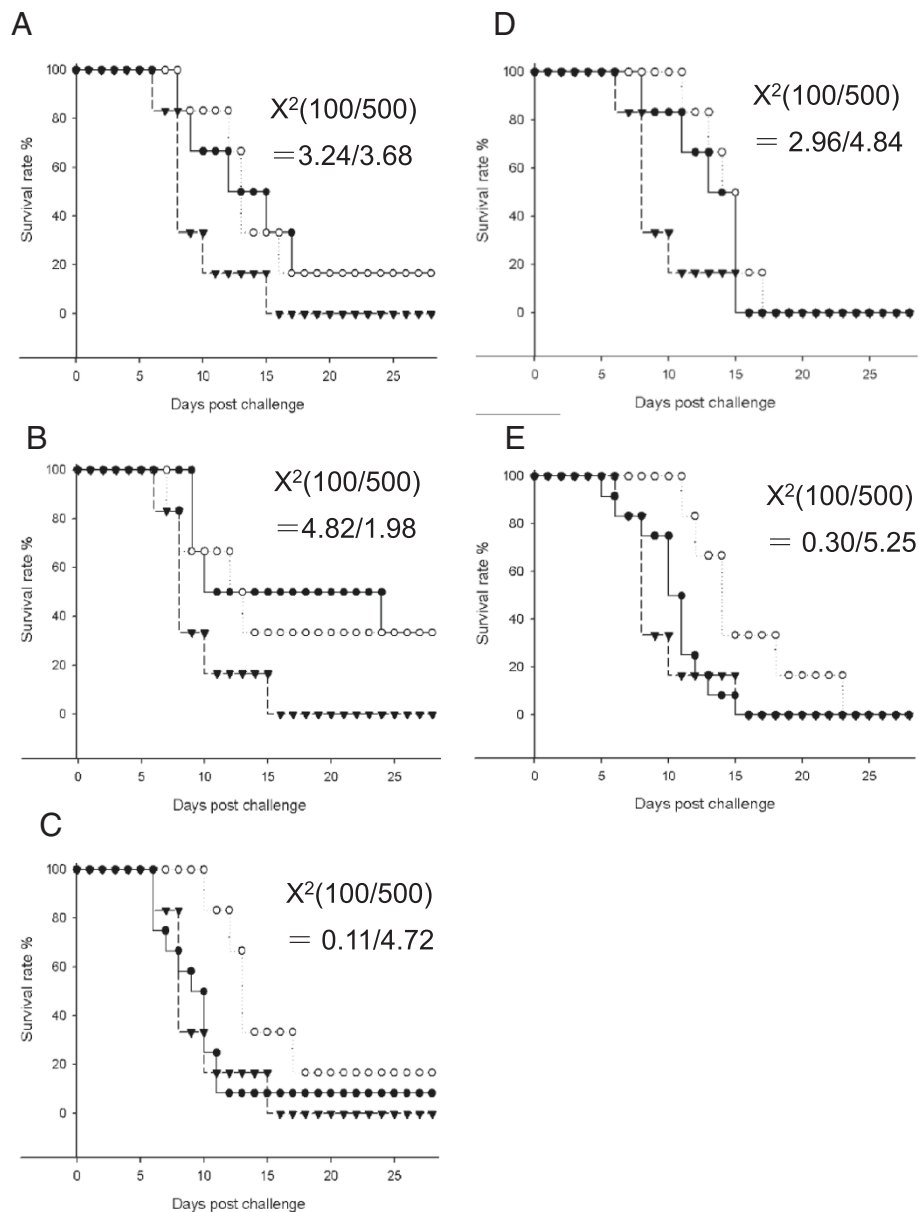 A
Survival rate %
100
80
60
40
20
0
X²(100/500)
=3.24/3.68
0 5 10 15 20 25
Days post challenge
B
Survival rate %
100
80
60
40
20
0
X²(100/500)
=4.82/1.98
0 5 10 15 20 25
Days post challenge
C
Survival rate %
100
80
60
40
20
0
X²(100/500)
= 0.11/4.72
0 5 10 15 20 25
Days post challenge
D
Survival rate %
100
80
60
40
20
0
X²(100/500)
= 2.96/4.84
0 5 10 15 20 25
Days post challenge
E
Survival rate %
100
80
60
40
20
0
X²(100/500)
= 0.30/5.25
0 5 10 15 20 25
Days post challenge